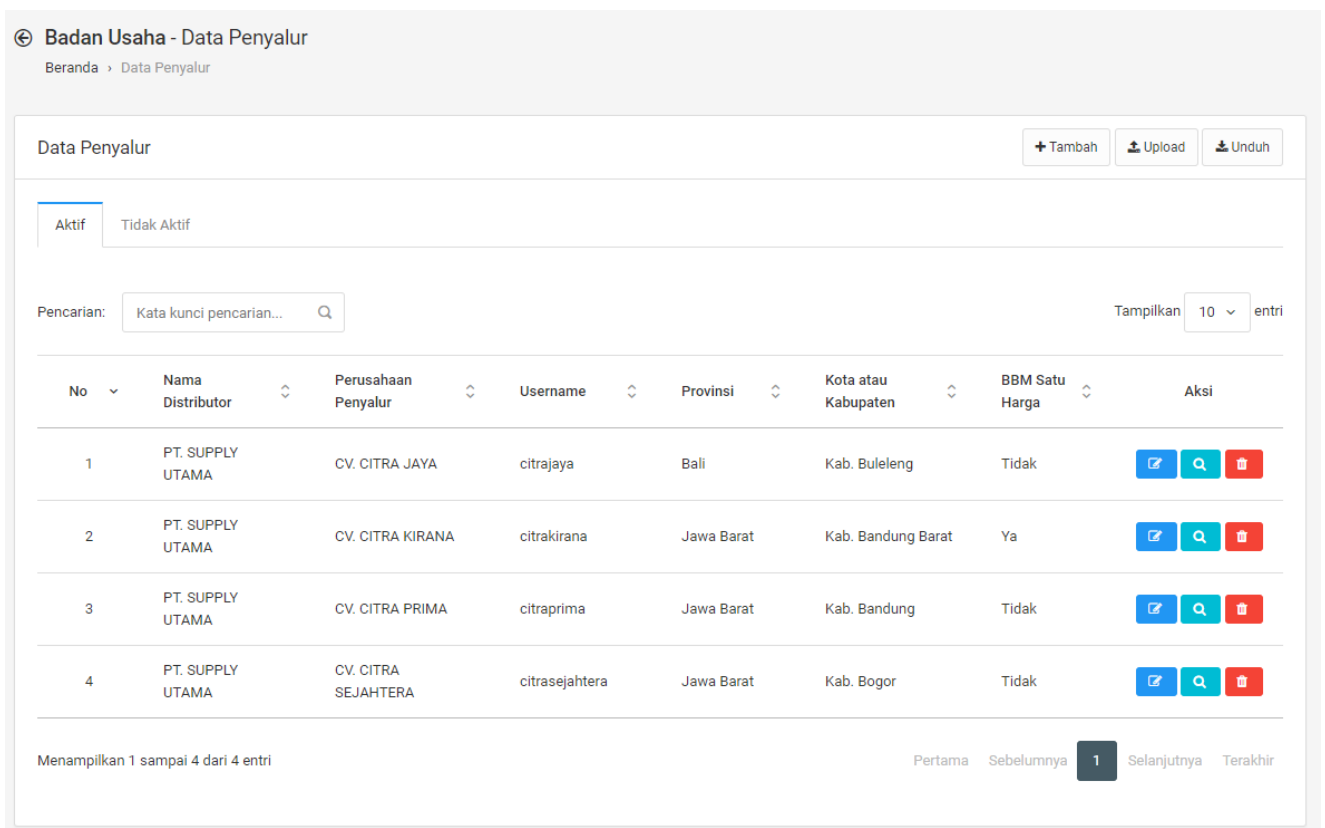 Badan Usaha - Data Penyalur
Beranda › Data Penyalur
Data Penyalur
Tambah
Upload
Unduh
Aktif
Tidak Aktif
Pencarian:
Kata kunci pencarian...
Tampilkan 10 entri
No
Nama
Distributor
Perusahaan
Penyalur
Username
Provinsi
Kota atau
Kabupaten
BBM Satu
Harga
Aksi
1
PT. SUPPLY
UTAMA
CV. CITRA JAYA
citrajaya
Bali
Kab. Buleleng
Tidak
2
PT. SUPPLY
UTAMA
CV. CITRA KIRANA
citrakirana
Jawa Barat
Kab. Bandung Barat
Ya
3
PT. SUPPLY
UTAMA
CV. CITRA PRIMA
citraprima
Jawa Barat
Kab. Bandung
Tidak
4
PT. SUPPLY
UTAMA
CV. CITRA
SEJAHTERA
citrasejahtera
Jawa Barat
Kab. Bogor
Tidak
Menampilkan 1 sampai 4 dari 4 entri
Pertama
Sebelumnya
1
Selanjutnya
Terakhir